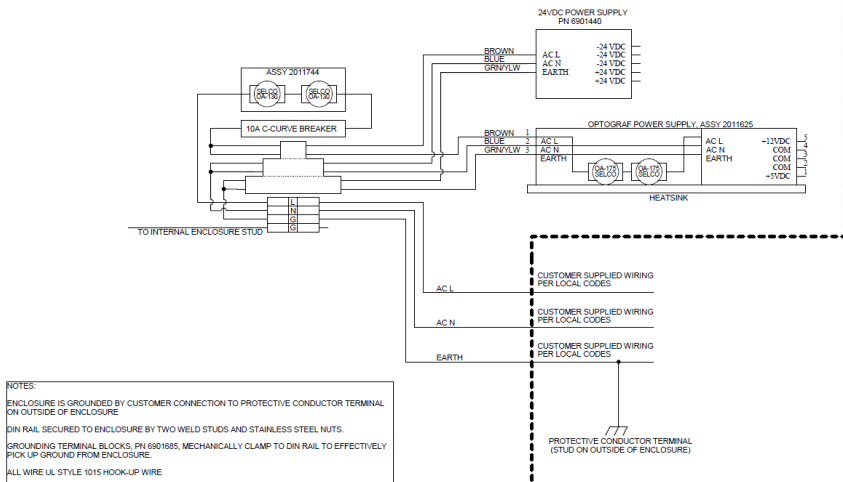 24VDC POWER SUPPLY
PN 6901440
BROWN
BLUE
GRN/YLW
AC L
AC N
EARTH
-24 VDC
-24 VDC
-24 VDC
+24 VDC
+24 VDC
ASSY 2011744
SELCO
OA-130
SELCO
OA-130
10A C-CURVE BREAKER
OPTOGRAF POWER SUPPLY, ASSY 2011625
BROWN 1
BLUE 2
GRN/YLW 3
AC L
AC N
EARTH
OA-175
SELCO
OA-175
SELCO
AC L
AC N
EARTH
+12VDC 5
COM 4
COM 3
COM 2
+5VDC 1
HEATSINK
L
N
G
G
TO INTERNAL ENCLOSURE STUD
AC L
CUSTOMER SUPPLIED WIRING
PER LOCAL CODES
AC N
CUSTOMER SUPPLIED WIRING
PER LOCAL CODES
EARTH
CUSTOMER SUPPLIED WIRING
PER LOCAL CODES
PROTECTIVE CONDUCTOR TERMINAL
(STUD ON OUTSIDE OF ENCLOSURE)
NOTES:
ENCLOSURE IS GROUNDED BY CUSTOMER CONNECTION TO PROTECTIVE CONDUCTOR TERMINAL
ON OUTSIDE OF ENCLOSURE
DIN RAIL SECURED TO ENCLOSURE BY TWO WELD STUDS AND STAINLESS STEEL NUTS.
GROUNDING TERMINAL BLOCKS, PN 6901685, MECHANICALLY CLAMP TO DIN RAIL TO EFFECTIVELY
PICK UP GROUND FROM ENCLOSURE.
ALL WIRE UL STYLE 1015 HOOK-UP WIRE